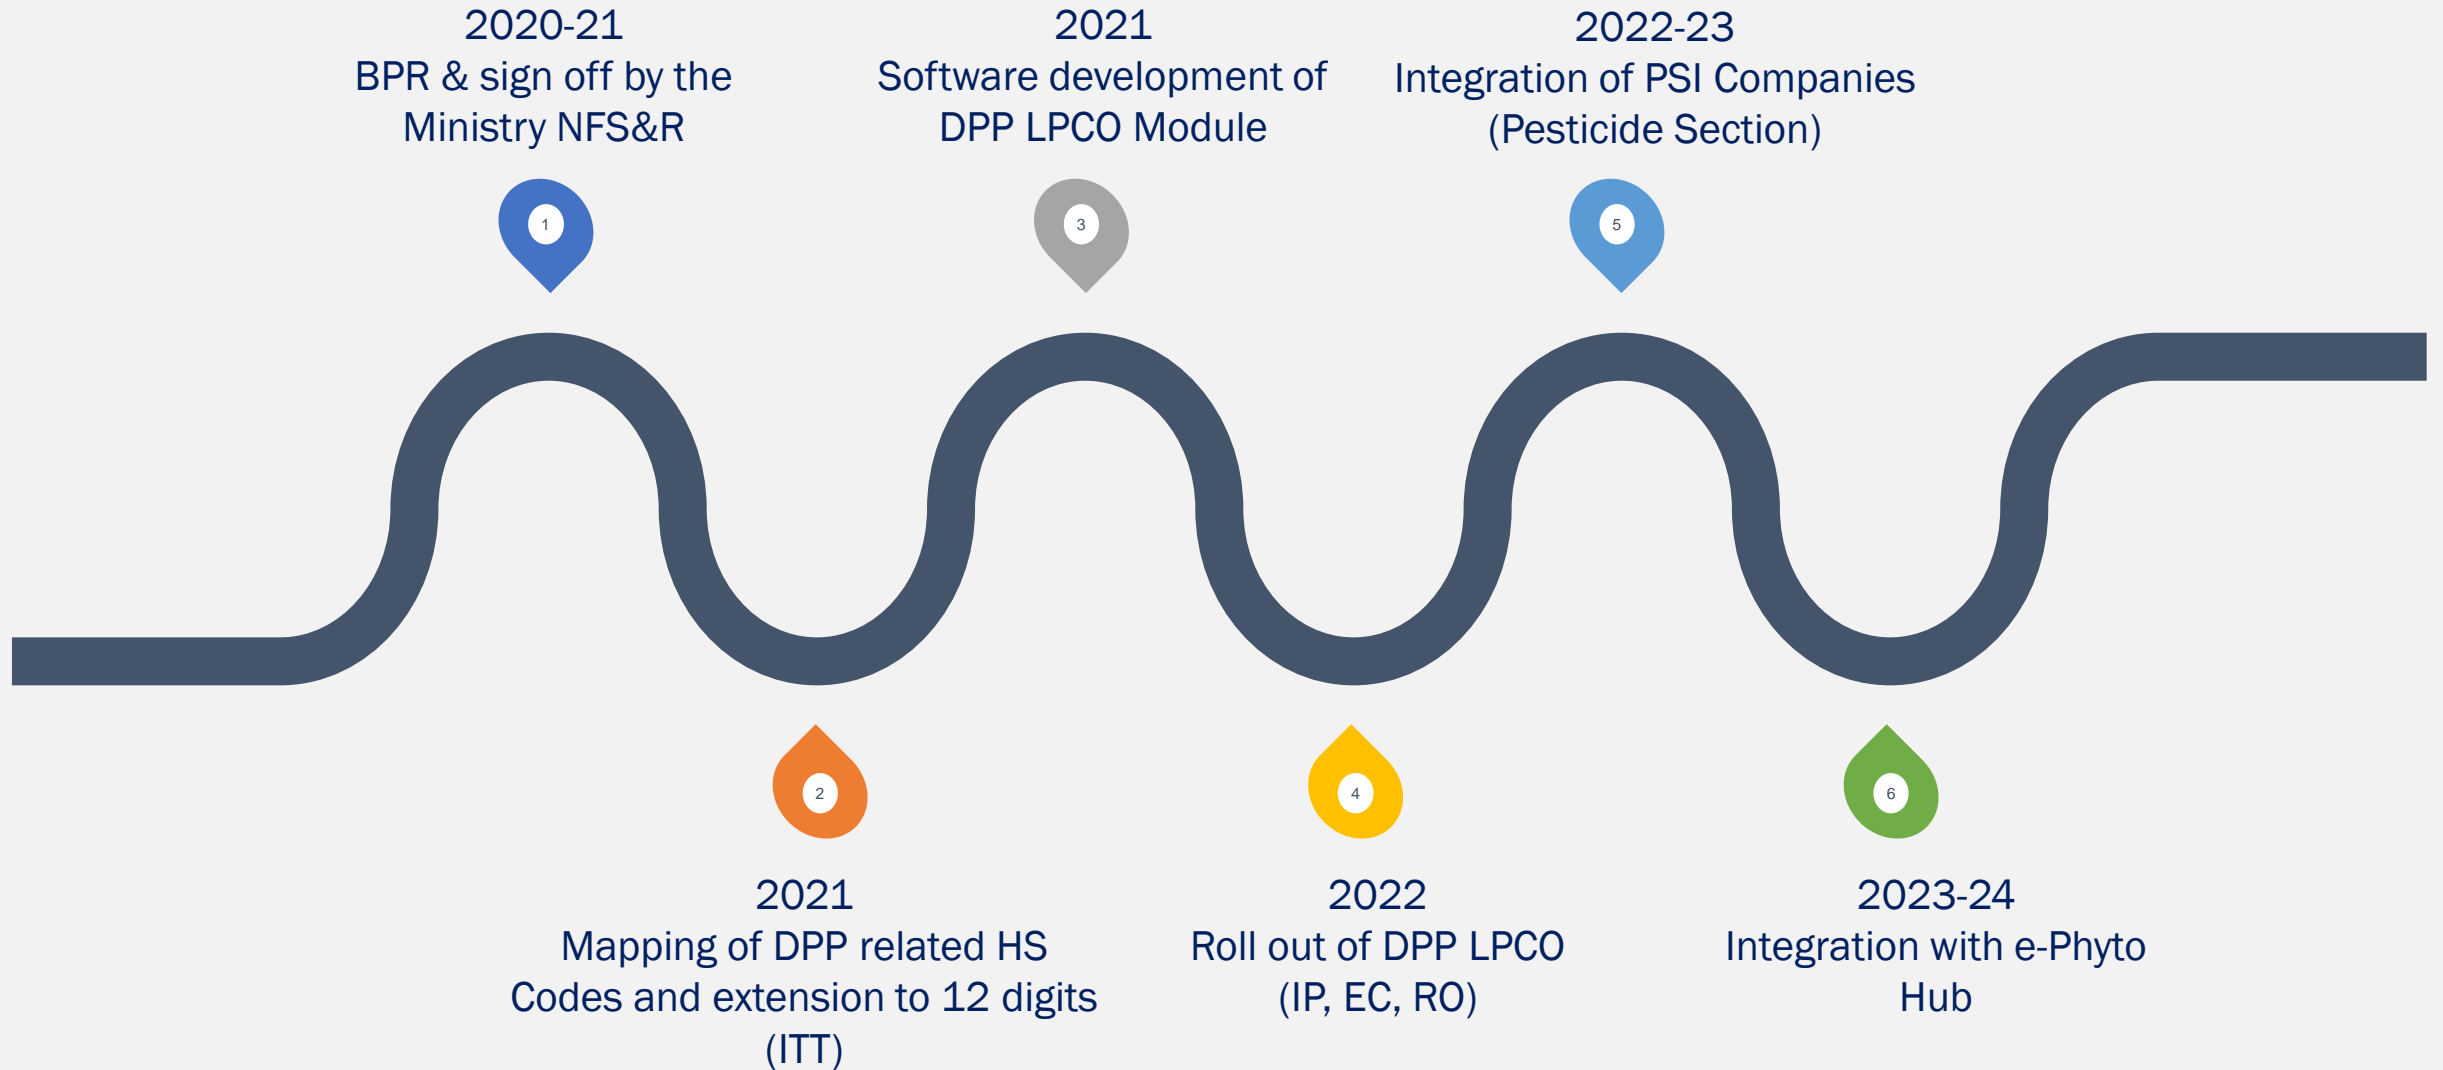 2020-21
BPR & sign off by the
Ministry NFS&R
1
2021
Mapping of DPP related HS
Codes and extension to 12 digits
(ITT)
2
2021
Software development of
DPP LPCO Module
3
2022
Roll out of DPP LPCO
(IP, EC, RO)
4
2022-23
Integration of PSI Companies
(Pesticide Section)
5
2023-24
Integration with e-Phyto
Hub
6